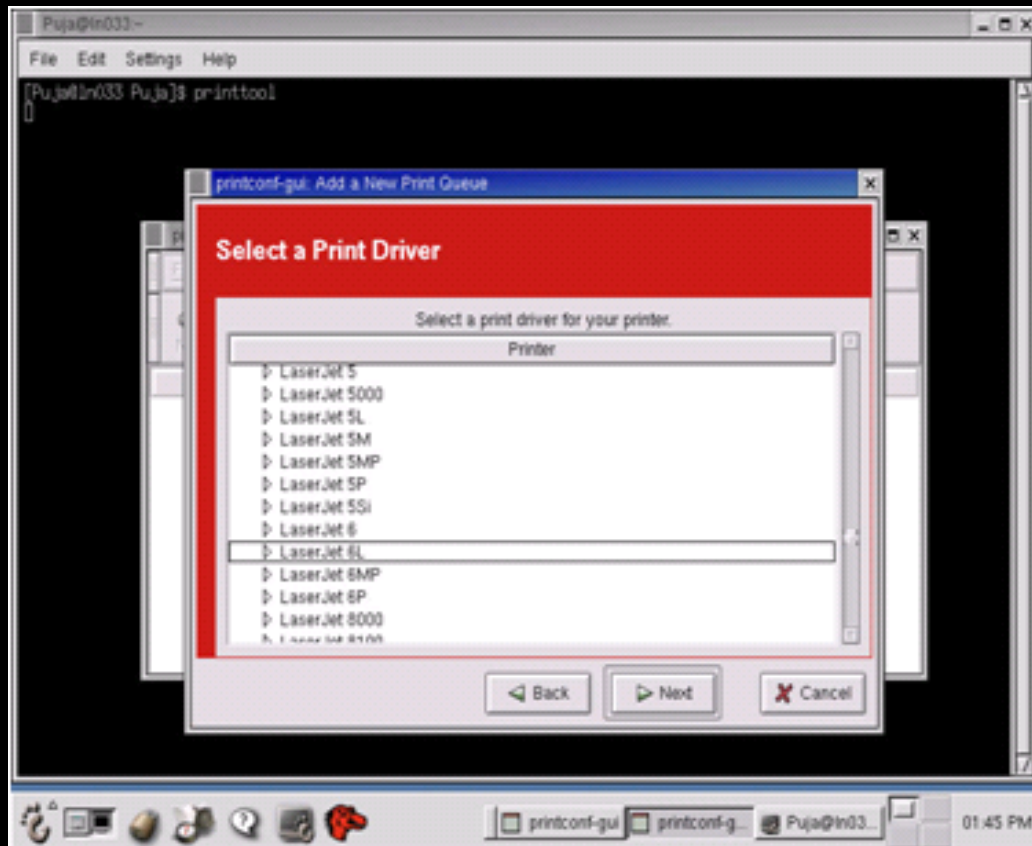 Puja@ln033:~
File Edit Settings Help
[Puja@ln033 Puja]$ printtool
printconf-gui: Add a New Print Queue
Select a Print Driver
Select a print driver for your printer.
Printer
LaserJet 5
LaserJet 5000
LaserJet 5L
LaserJet 5M
LaserJet 5MP
LaserJet 5P
LaserJet 5Si
LaserJet 6
LaserJet 6L
LaserJet 6MP
LaserJet 6P
LaserJet 8000
LaserJet 8100
Back Next Cancel
printconf-gui printconf-g... Puja@ln03... 01:45 PM